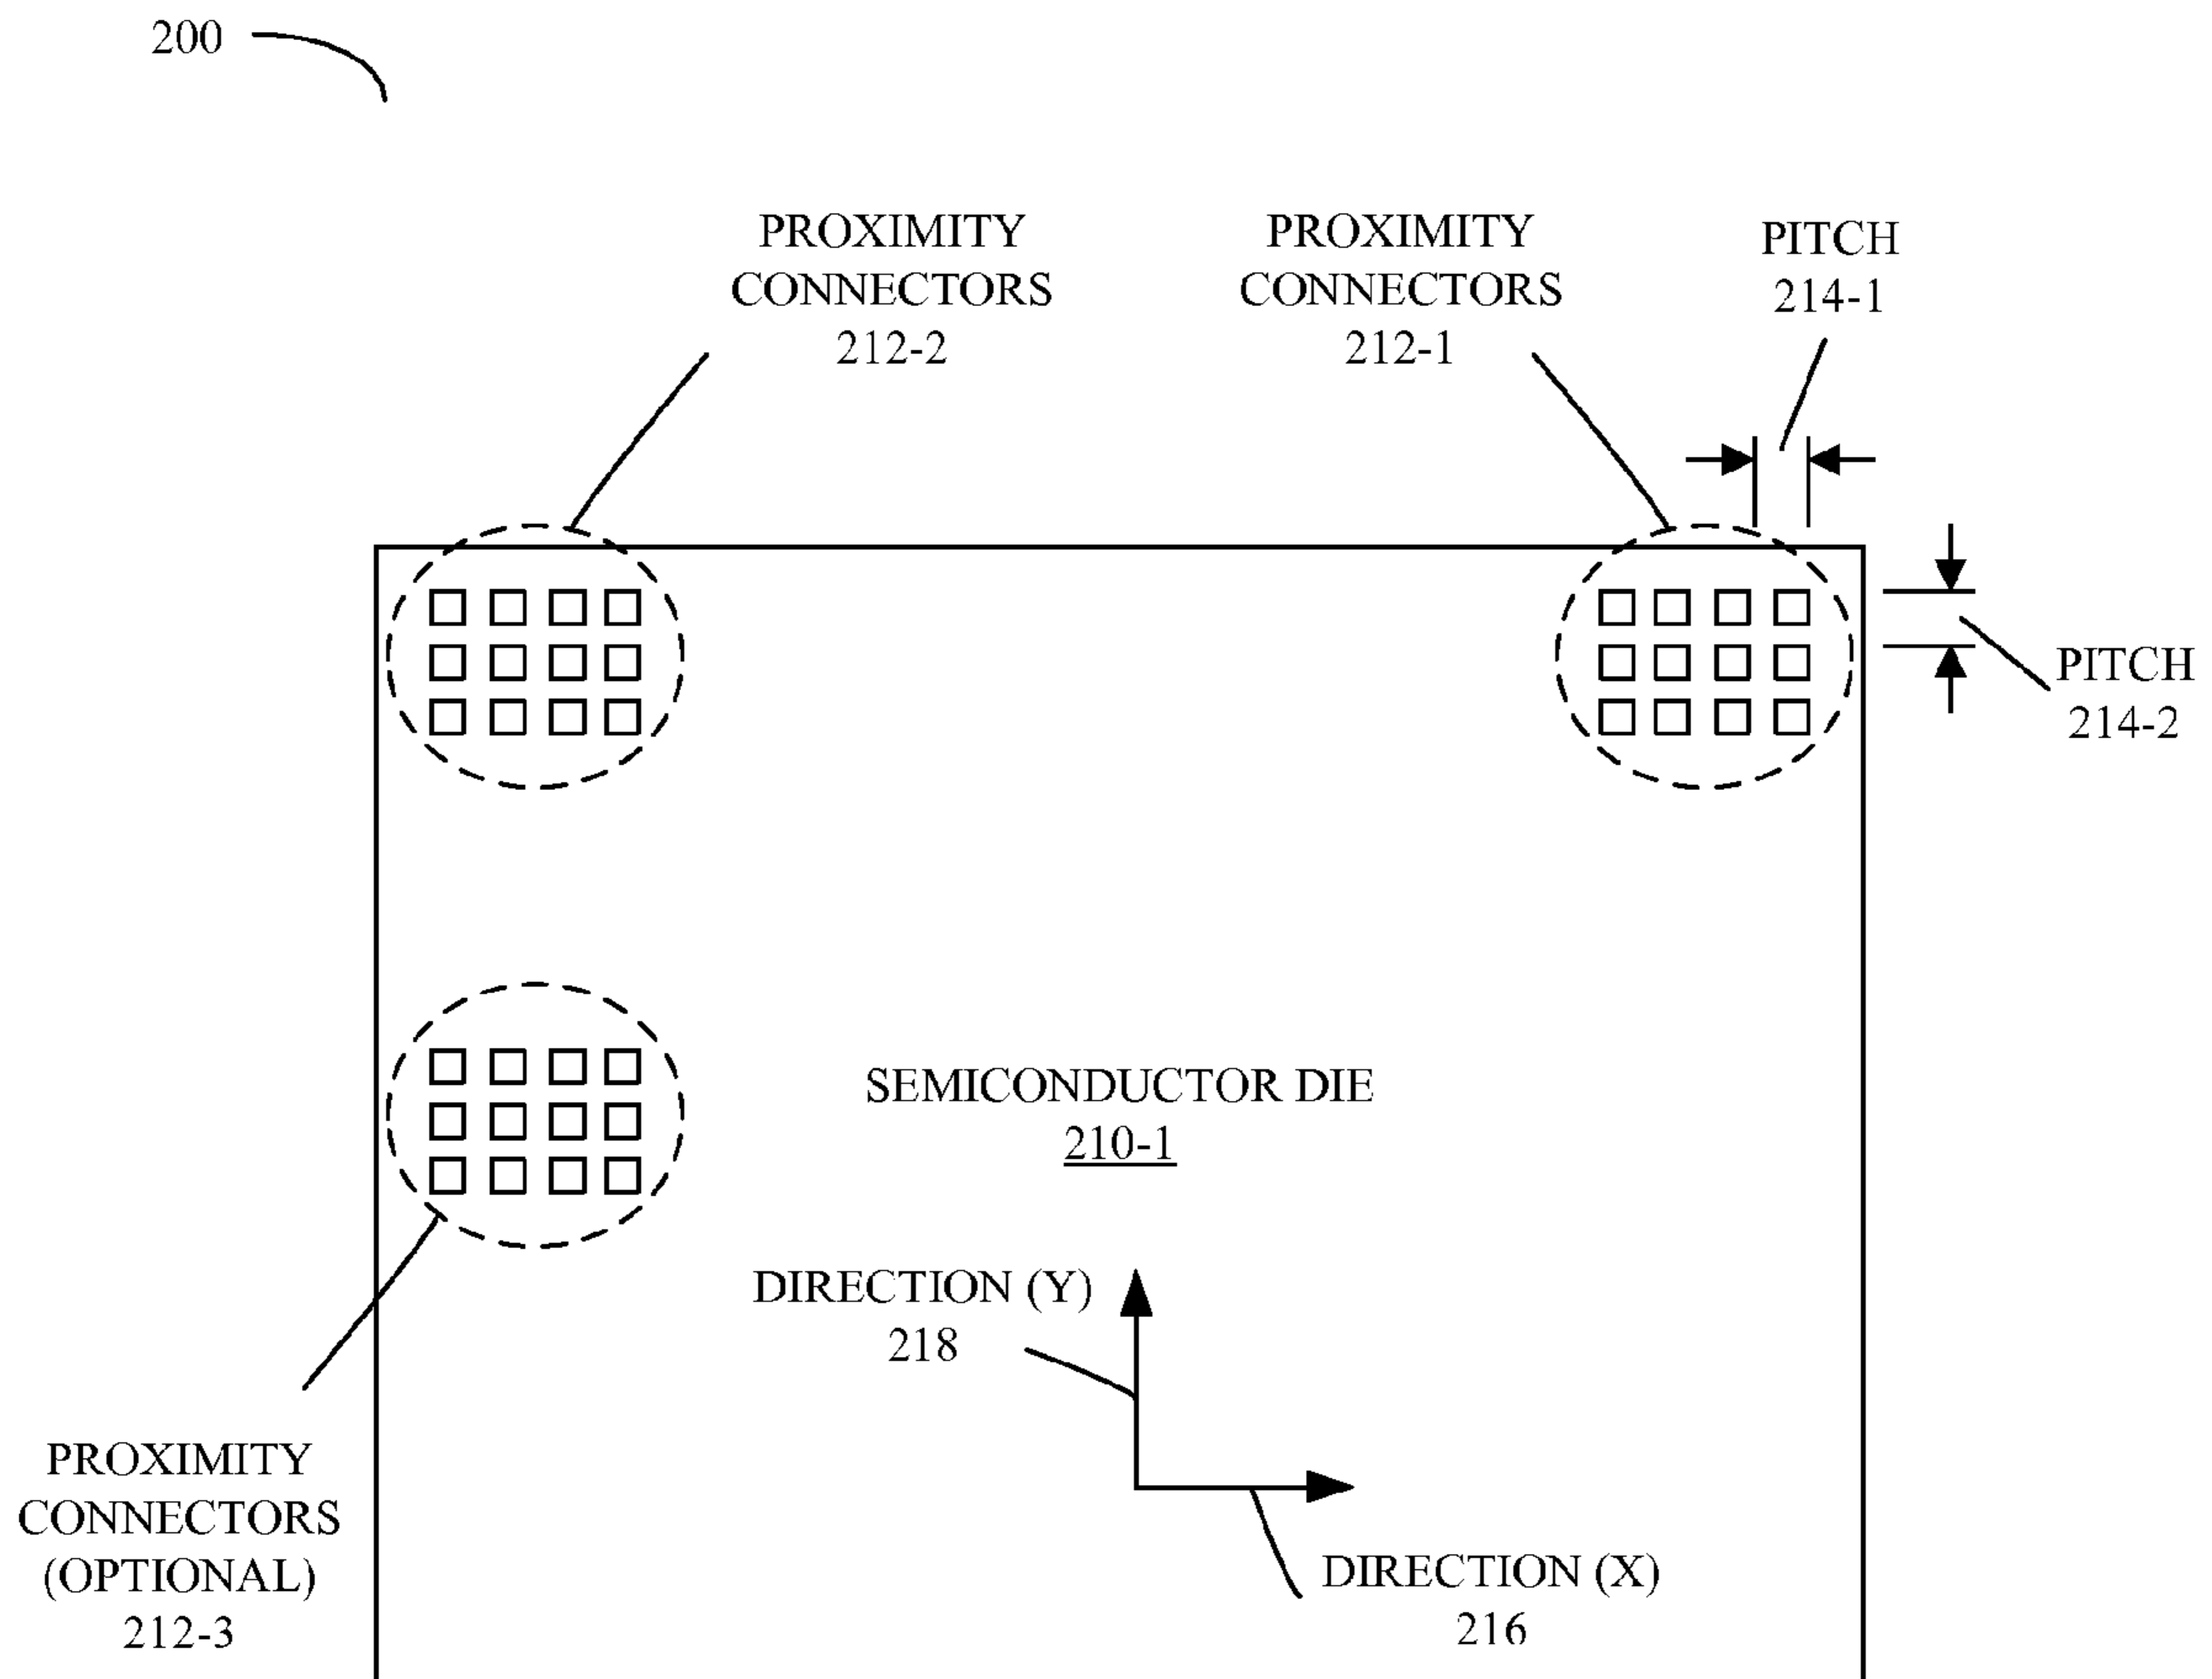 200
PROXIMITY
CONNECTORS
212-2
PROXIMITY
CONNECTORS
212-1
PITCH
214-1
PITCH
214-2
SEMICONDUCTOR DIE
210-1
DIRECTION (Y)
218
PROXIMITY
CONNECTORS
(OPTIONAL)
212-3
DIRECTION (X)
216